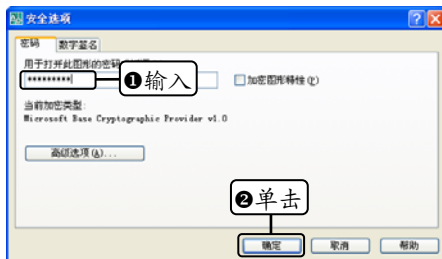 安全选项
密码 数字签名
用于打开此图形的密码
********* ❶输入 加密图形特性(P)
当前加密类型:
Microsoft Base Cryptographic Provider v1.0
高级选项(A)...
❷单击
确定 取消 帮助